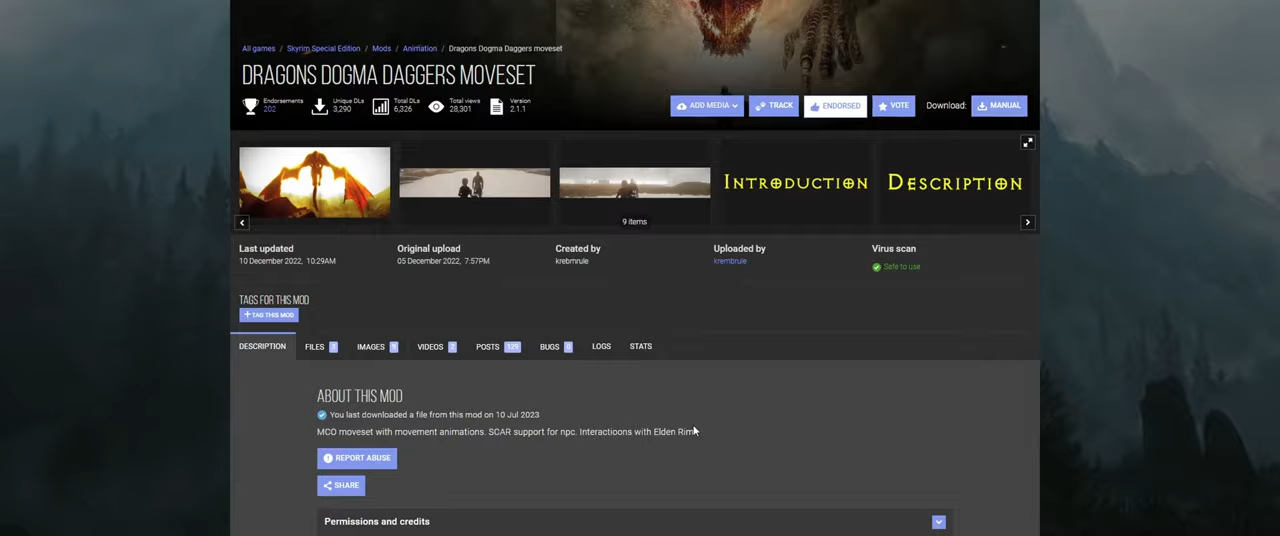 All games / Skyrim Special Edition / Mods / Animation / Dragons Dogma Daggers moveset
DRAGONS DOGMA DAGGERS MOVESET
Endorsements
202
Unique DLs
3,290
Total DLs
6,326
Total views
28,301
Version
2.1.1
ADD MEDIA
TRACK
ENDORSED
VOTE
Download:
MANUAL
INTRODUCTION
DESCRIPTION
9 items
Last updated
10 December 2022, 10:29AM
Original upload
05 December 2022, 7:57PM
Created by
krebmrule
Uploaded by
krembrule
Virus scan
Safe to use
TAGS FOR THIS MOD
+ TAG THIS MOD
DESCRIPTION
FILES
IMAGES
VIDEOS 2
POSTS 129
BUGS 0
LOGS
STATS
ABOUT THIS MOD
You last downloaded a file from this mod on 10 Jul 2023
MCO moveset with movement animations. SCAR support for npc. Interactioons with Elden Rim
REPORT ABUSE
SHARE
Permissions and credits